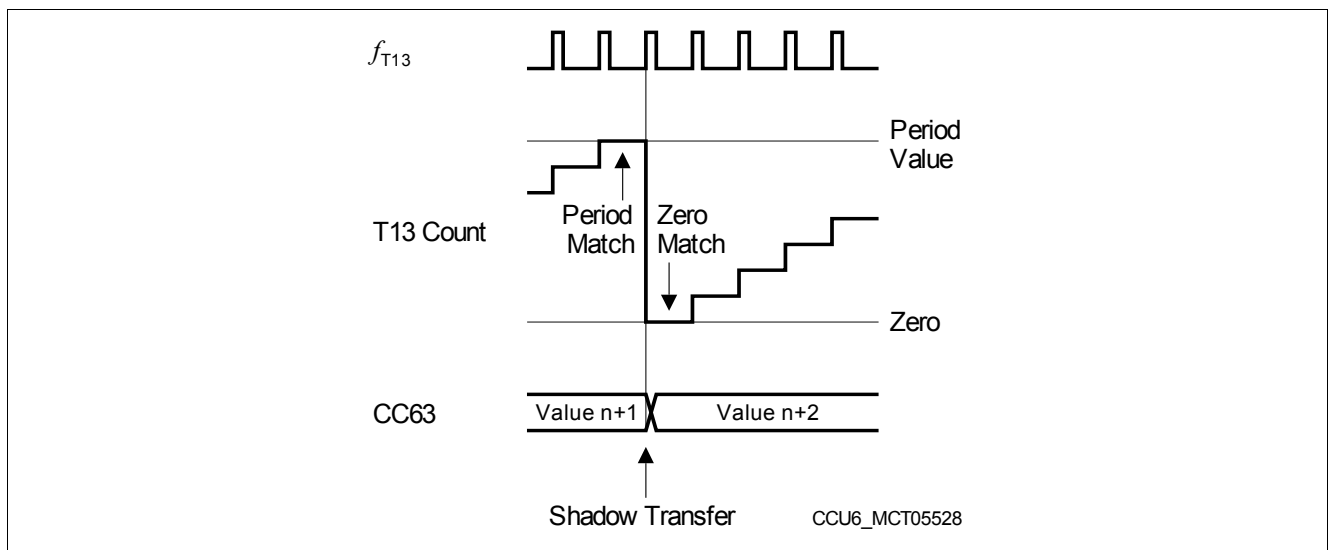 fT13
Period
Value
T13 Count
Period
Match
Zero
Match
Zero
CC63
Value n+1
Value n+2
Shadow Transfer
CCU6_MCT05528